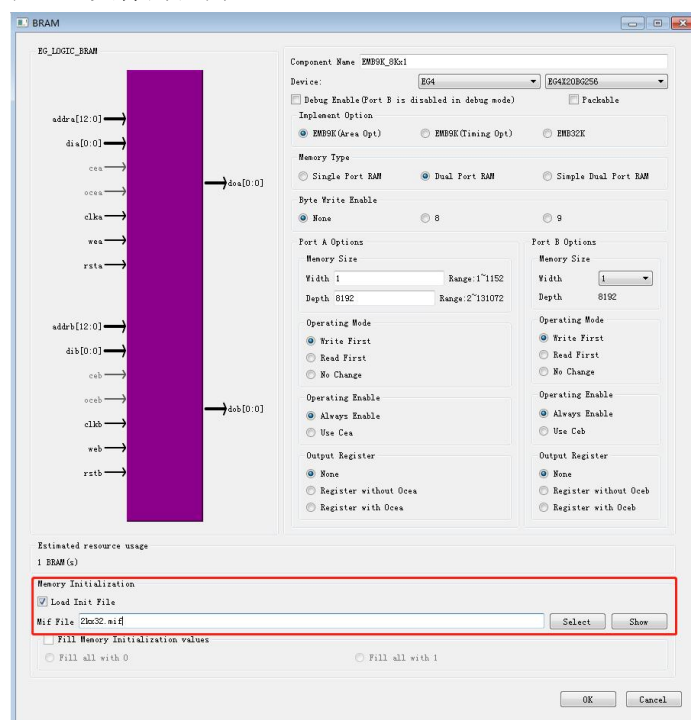 BRAM
EG_LOGIC_BRAM
addra[12:0]
dia[0:0]
cea
ocea
clka
wea
rsta
doa[0:0]
addrb[12:0]
dib[0:0]
ceb
oceb
clkb
web
rstb
dob[0:0]
Component Name EMB9K_8Kx1
Device: EG4 EG4X20BG256
Debug Enable(Port B is disabled in debug mode) Packable
Implement Option
EMB9K(Area Opt) EMB9K(Timing Opt) EMB32K
Memory Type
Single Port RAM Dual Port RAM Simple Dual Port RAM
Byte Write Enable
None 8 9
Port A Options
Memory Size
Width 1 Range:1~1152
Depth 8192 Range:2~131072
Operating Mode
Write First
Read First
No Change
Operating Enable
Always Enable
Use Cea
Output Register
None
Register without Ocea
Register with Ocea
Port B Options
Memory Size
Width 1
Depth 8192
Operating Mode
Write First
Read First
No Change
Operating Enable
Always Enable
Use Ceb
Output Register
None
Register without Oceb
Register with Oceb
Estimated resource usage
1 BRAM(s)
Memory Initialization
Load Init File
Mif File 2kx32.mif Select Show
Fill Memory Initialization values
Fill all with 0 Fill all with 1
OK Cancel